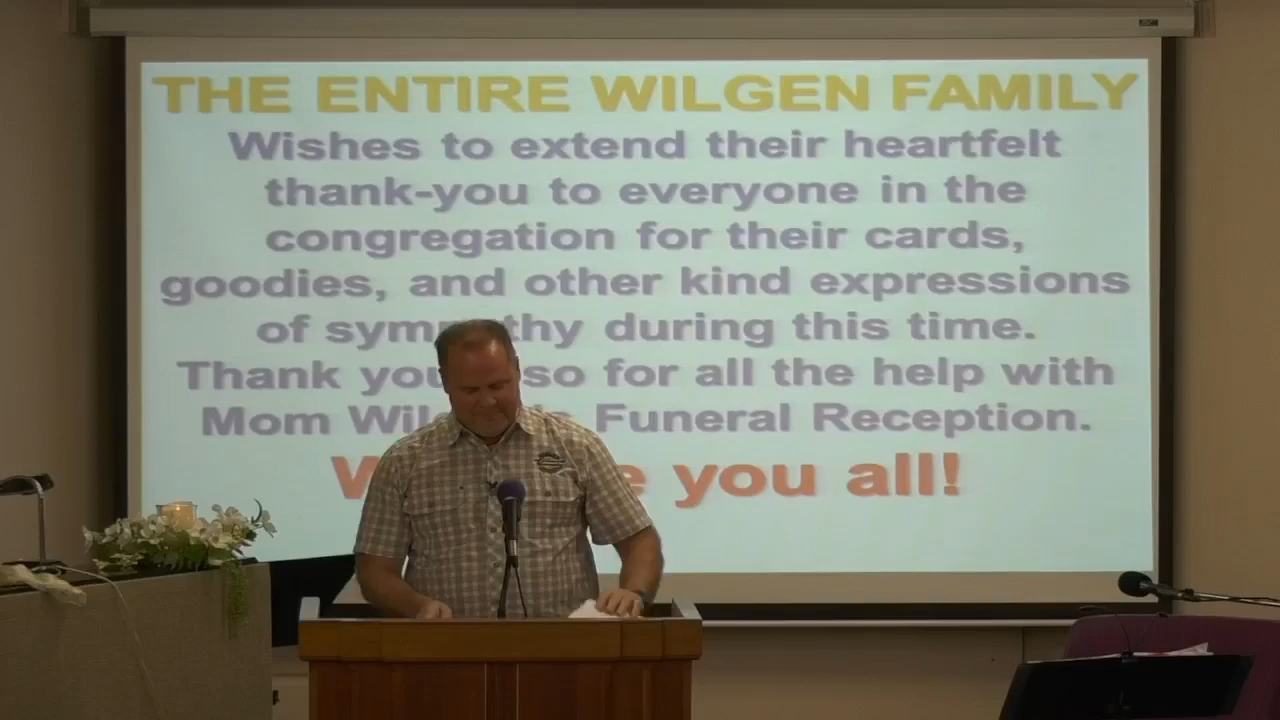 THE ENTIRE WILGEN FAMILY
Wishes to extend their heartfelt
thank-you to everyone in the
congregation for their cards,
goodies, and other kind expressions
of sym thy during this time.
Thank you so for all the help with
Mom Wil Funeral Reception.
W e you all!